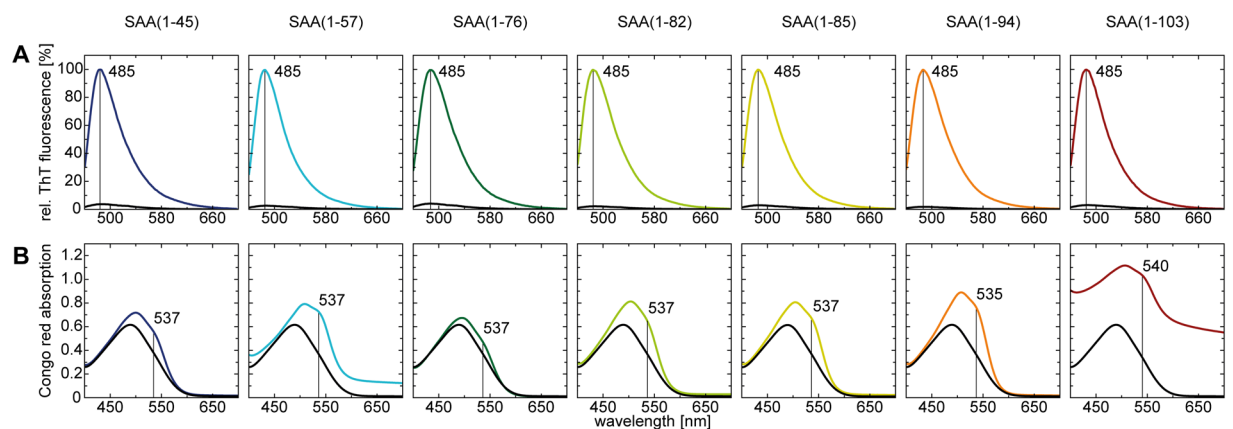 SAA(1-45) SAA(1-57) SAA(1-76) SAA(1-82) SAA(1-85) SAA(1-94) SAA(1-103)
A
rel. ThT fluorescence [%]
100
80
60
40
20
0
485 485 485 485 485 485 485
500 580 660 500 580 660 500 580 660 500 580 660 500 580 660 500 580 660 500 580 660
B
Congo red absorption
1.2
1.0
0.8
0.6
0.4
0.2
0
537 537 537 537 537 535 540
450 550 650 450 550 650 450 550 650 450 550 650 450 550 650 450 550 650 450 550 650
wavelength [nm]